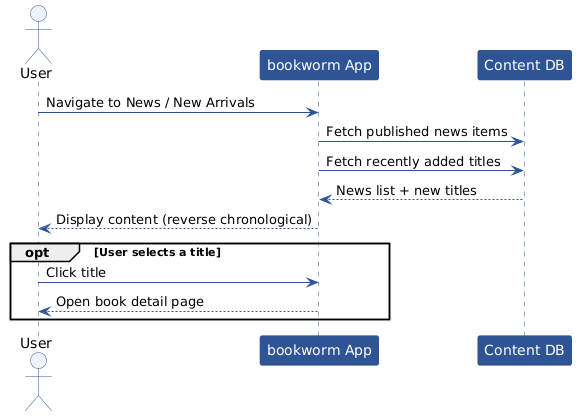 User
bookworm App
Content DB
Navigate to News / New Arrivals
Fetch published news items
Fetch recently added titles
News list + new titles
Display content (reverse chronological)
opt [User selects a title]
Click title
Open book detail page
User
bookworm App
Content DB